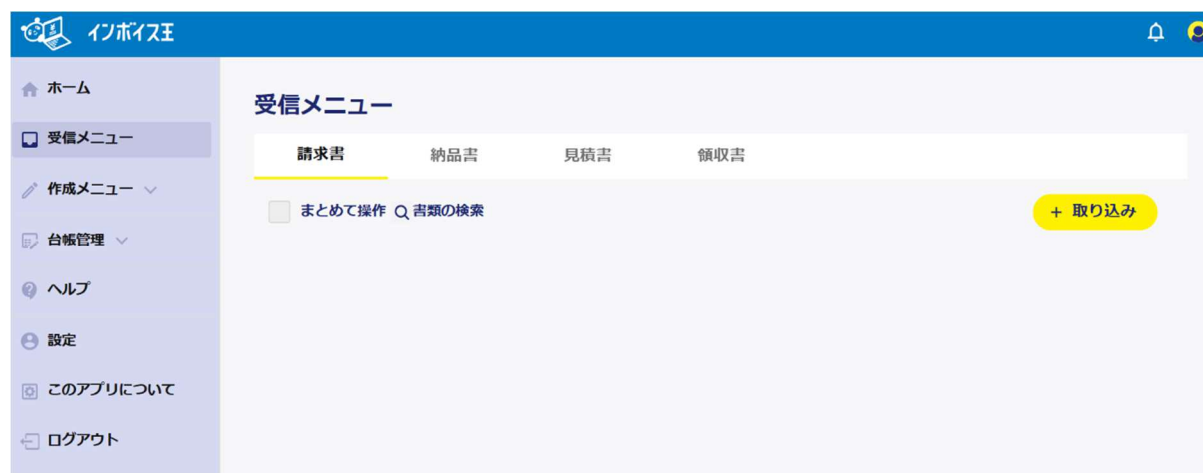 インボイス王
ホーム
受信メニュー
作成メニュー
台帳管理
ヘルプ
設定
このアプリについて
ログアウト
受信メニュー
請求書 納品書 見積書 領収書
まとめて操作 書類の検索 + 取り込み